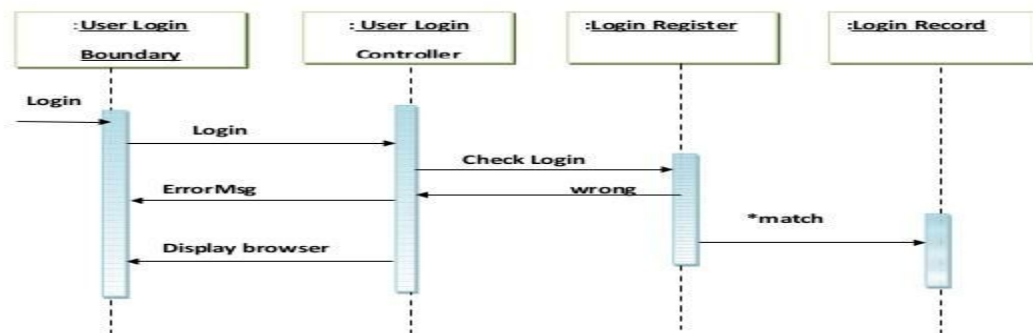 : User Login
Boundary
: User Login
Controller
:Login Register
:Login Record
Login
Login
Check Login
ErrorMsg
wrong
*match
Display browser